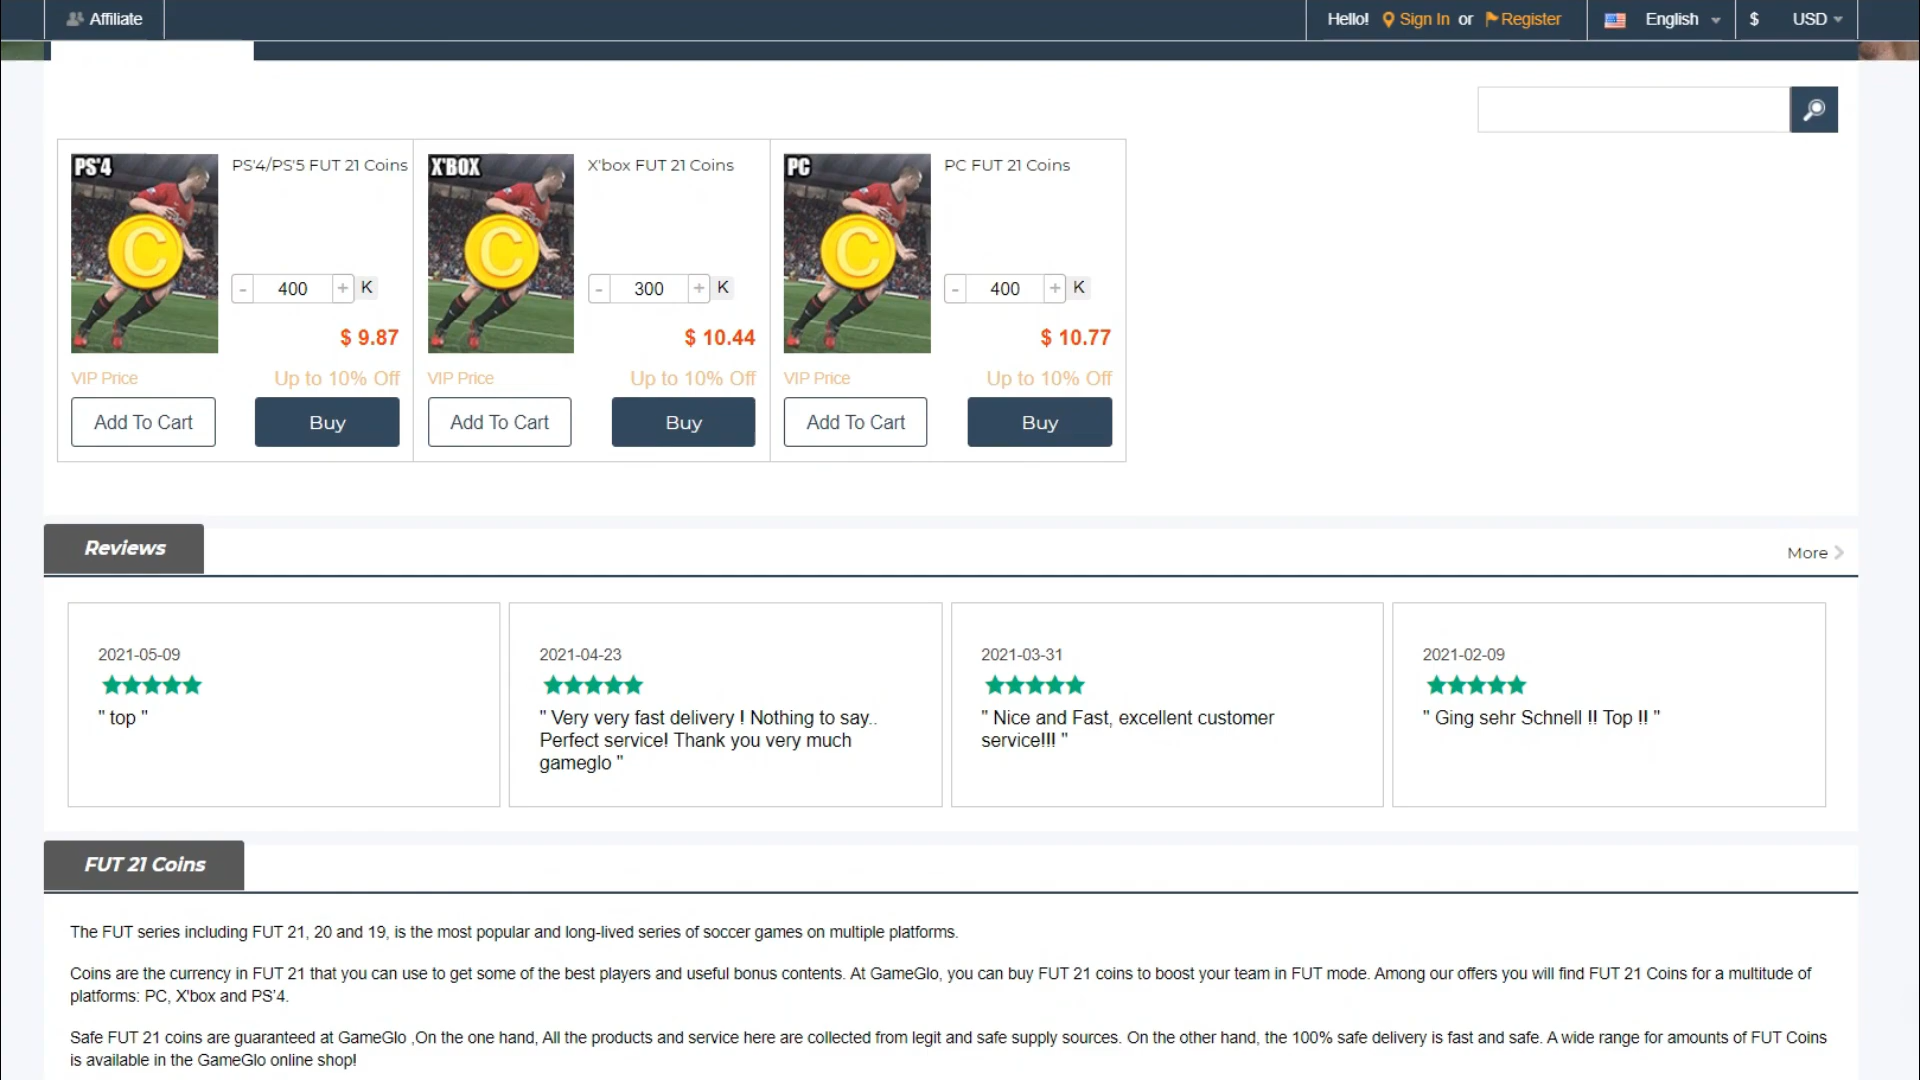 Affiliate
Hello! Sign In or Register
English
$ USD
PS'4
PS'4/PS'5 FUT 21 Coins
- 400 + K
$ 9.87
VIP Price
Up to 10% Off
Add To Cart
Buy
X'BOX
X'box FUT 21 Coins
- 300 + K
$ 10.44
VIP Price
Up to 10% Off
Add To Cart
Buy
PC
PC FUT 21 Coins
- 400 + K
$ 10.77
VIP Price
Up to 10% Off
Add To Cart
Buy
Reviews
More
2021-05-09
" top "
2021-04-23
" Very very fast delivery ! Nothing to say..
Perfect service! Thank you very much
gameglo "
2021-03-31
" Nice and Fast, excellent customer
service!!! "
2021-02-09
" Ging sehr Schnell !! Top !! "
FUT 21 Coins
The FUT series including FUT 21, 20 and 19, is the most popular and long-lived series of soccer games on multiple platforms.
Coins are the currency in FUT 21 that you can use to get some of the best players and useful bonus contents. At GameGlo, you can buy FUT 21 coins to boost your team in FUT mode. Among our offers you will find FUT 21 Coins for a multitude of
platforms: PC, X'box and PS'4.
Safe FUT 21 coins are guaranteed at GameGlo ,On the one hand, All the products and service here are collected from legit and safe supply sources. On the other hand, the 100% safe delivery is fast and safe. A wide range for amounts of FUT Coins
is available in the GameGlo online shop!